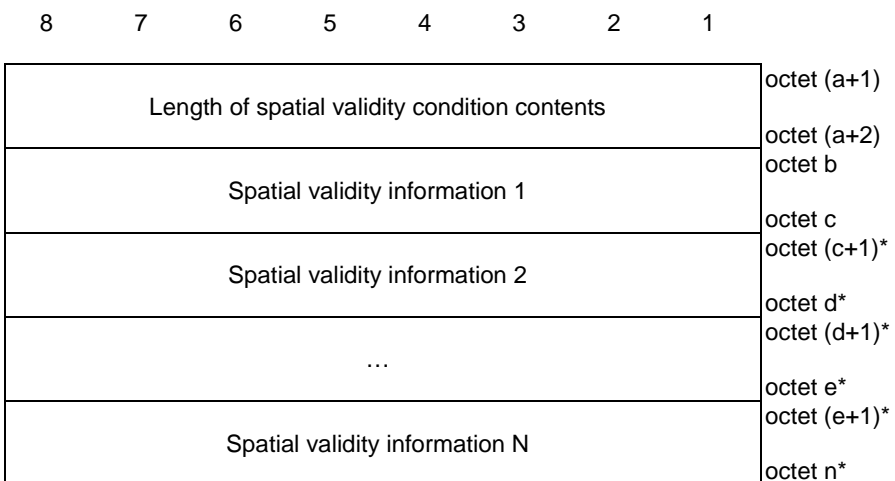 8 7 6 5 4 3 2 1
octet (a+1)
Length of spatial validity condition contents
octet (a+2)
octet b
Spatial validity information 1
octet c
octet (c+1)*
Spatial validity information 2
octet d*
octet (d+1)*
…
octet e*
octet (e+1)*
Spatial validity information N
octet n*